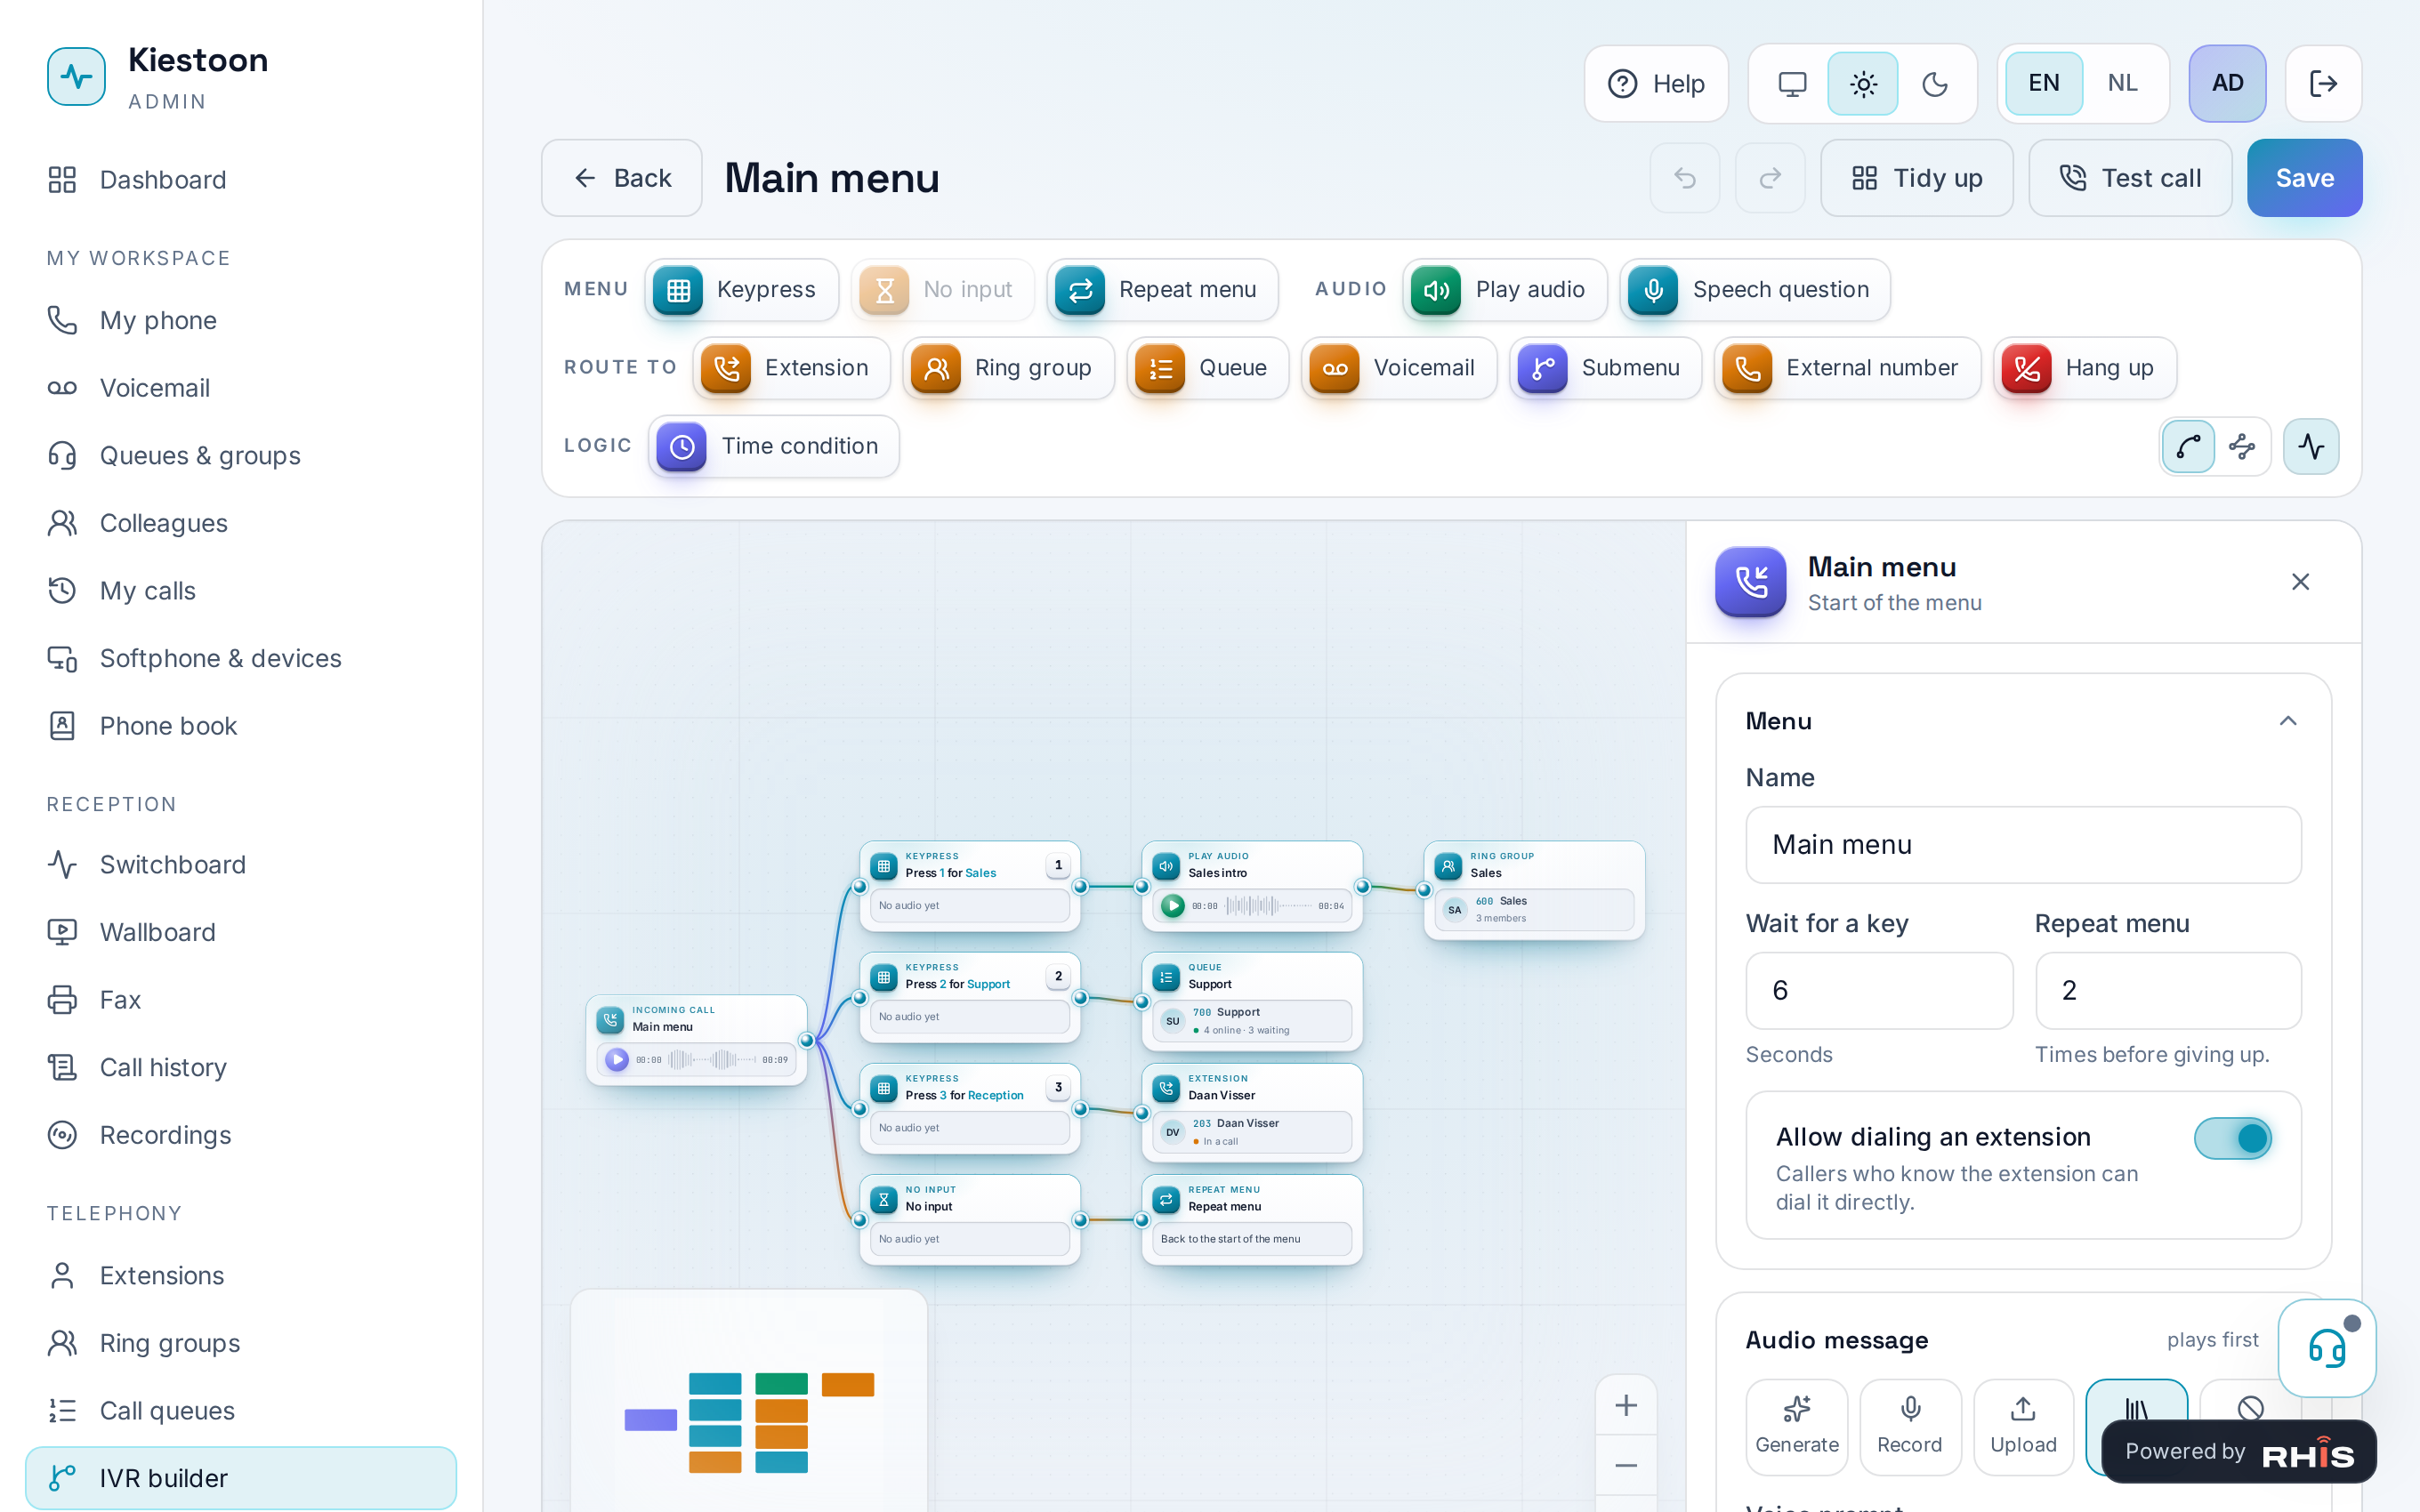 Kiestoon
ADMIN
Dashboard
MY WORKSPACE
My phone
Voicemail
Queues & groups
Colleagues
My calls
Softphone & devices
Phone book
RECEPTION
Switchboard
Wallboard
Fax
Call history
Recordings
TELEPHONY
Extensions
Ring groups
Call queues
IVR builder
Help
EN NL
AD
Back
Main menu
Tidy up
Test call
Save
MENU Keypress No input Repeat menu AUDIO Play audio Speech question
ROUTE TO Extension Ring group Queue Voicemail Submenu External number Hang up
LOGIC Time condition
INCOMING CALL
Main menu
00:00 00:09
KEYPRESS
Press 1 for Sales
1
No audio yet
KEYPRESS
Press 2 for Support
2
No audio yet
KEYPRESS
Press 3 for Reception
3
No audio yet
NO INPUT
No input
No audio yet
PLAY AUDIO
Sales intro
00:00 00:04
QUEUE
Support
SU
700 Support
4 online · 3 waiting
EXTENSION
Daan Visser
DV
203 Daan Visser
In a call
REPEAT MENU
Repeat menu
Back to the start of the menu
RING GROUP
Sales
SA
600 Sales
3 members
Main menu
Start of the menu
Menu
Name
Main menu
Wait for a key
6
Seconds
Repeat menu
2
Times before giving up.
Allow dialing an extension
Callers who know the extension can
dial it directly.
Audio message
plays first
Generate
Record
Upload
Powered by RHIS